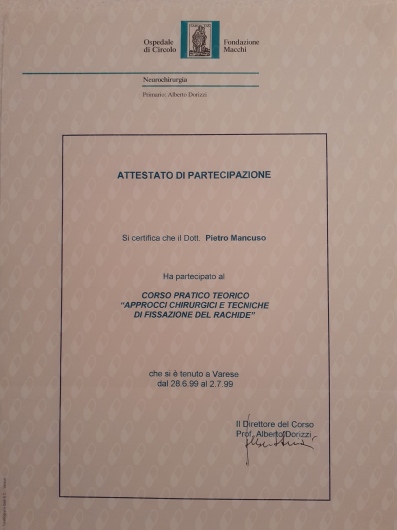 Ospedale
di Circolo
Fondazione
Macchi
Neurochirurgia
Primario: Alberto Dorizzi
ATTESTATO DI PARTECIPAZIONE
Si certifica che il Dott. Pietro Mancuso
Ha partecipato al
CORSO PRATICO TEORICO
"APPROCCI CHIRURGICI E TECNICHE
DI FISSAZIONE DEL RACHIDE"
che si è tenuto a Varese
dal 28.6.99 al 2.7.99
Il Direttore del Corso
Prof. Alberto Dorizzi